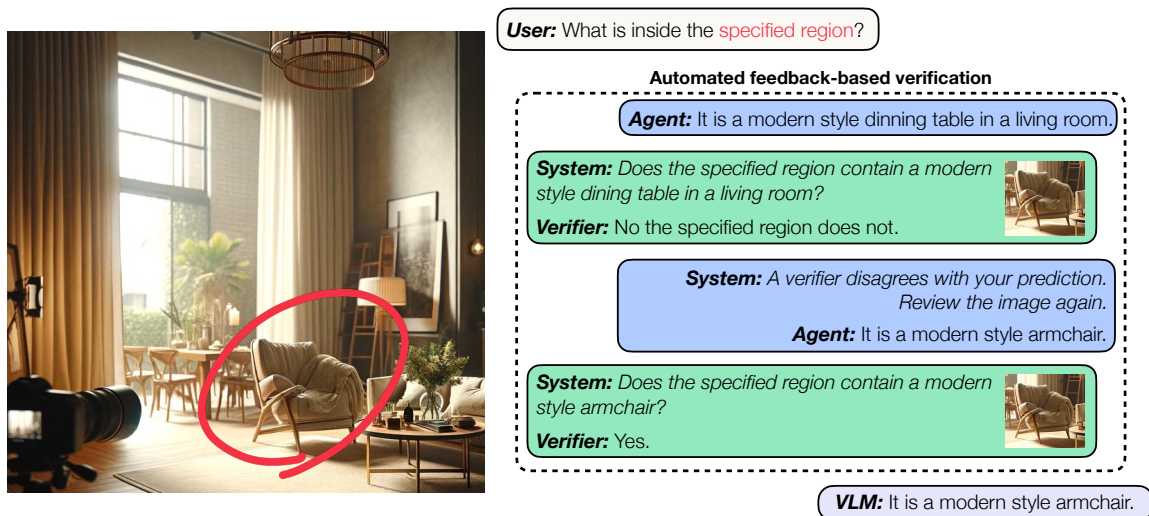 User: What is inside the specified region?
Automated feedback-based verification
Agent: It is a modern style dinning table in a living room.
System: Does the specified region contain a modern
style dining table in a living room?
Verifier: No the specified region does not.
System: A verifier disagrees with your prediction.
Review the image again.
Agent: It is a modern style armchair.
System: Does the specified region contain a modern
style armchair?
Verifier: Yes.
VLM: It is a modern style armchair.